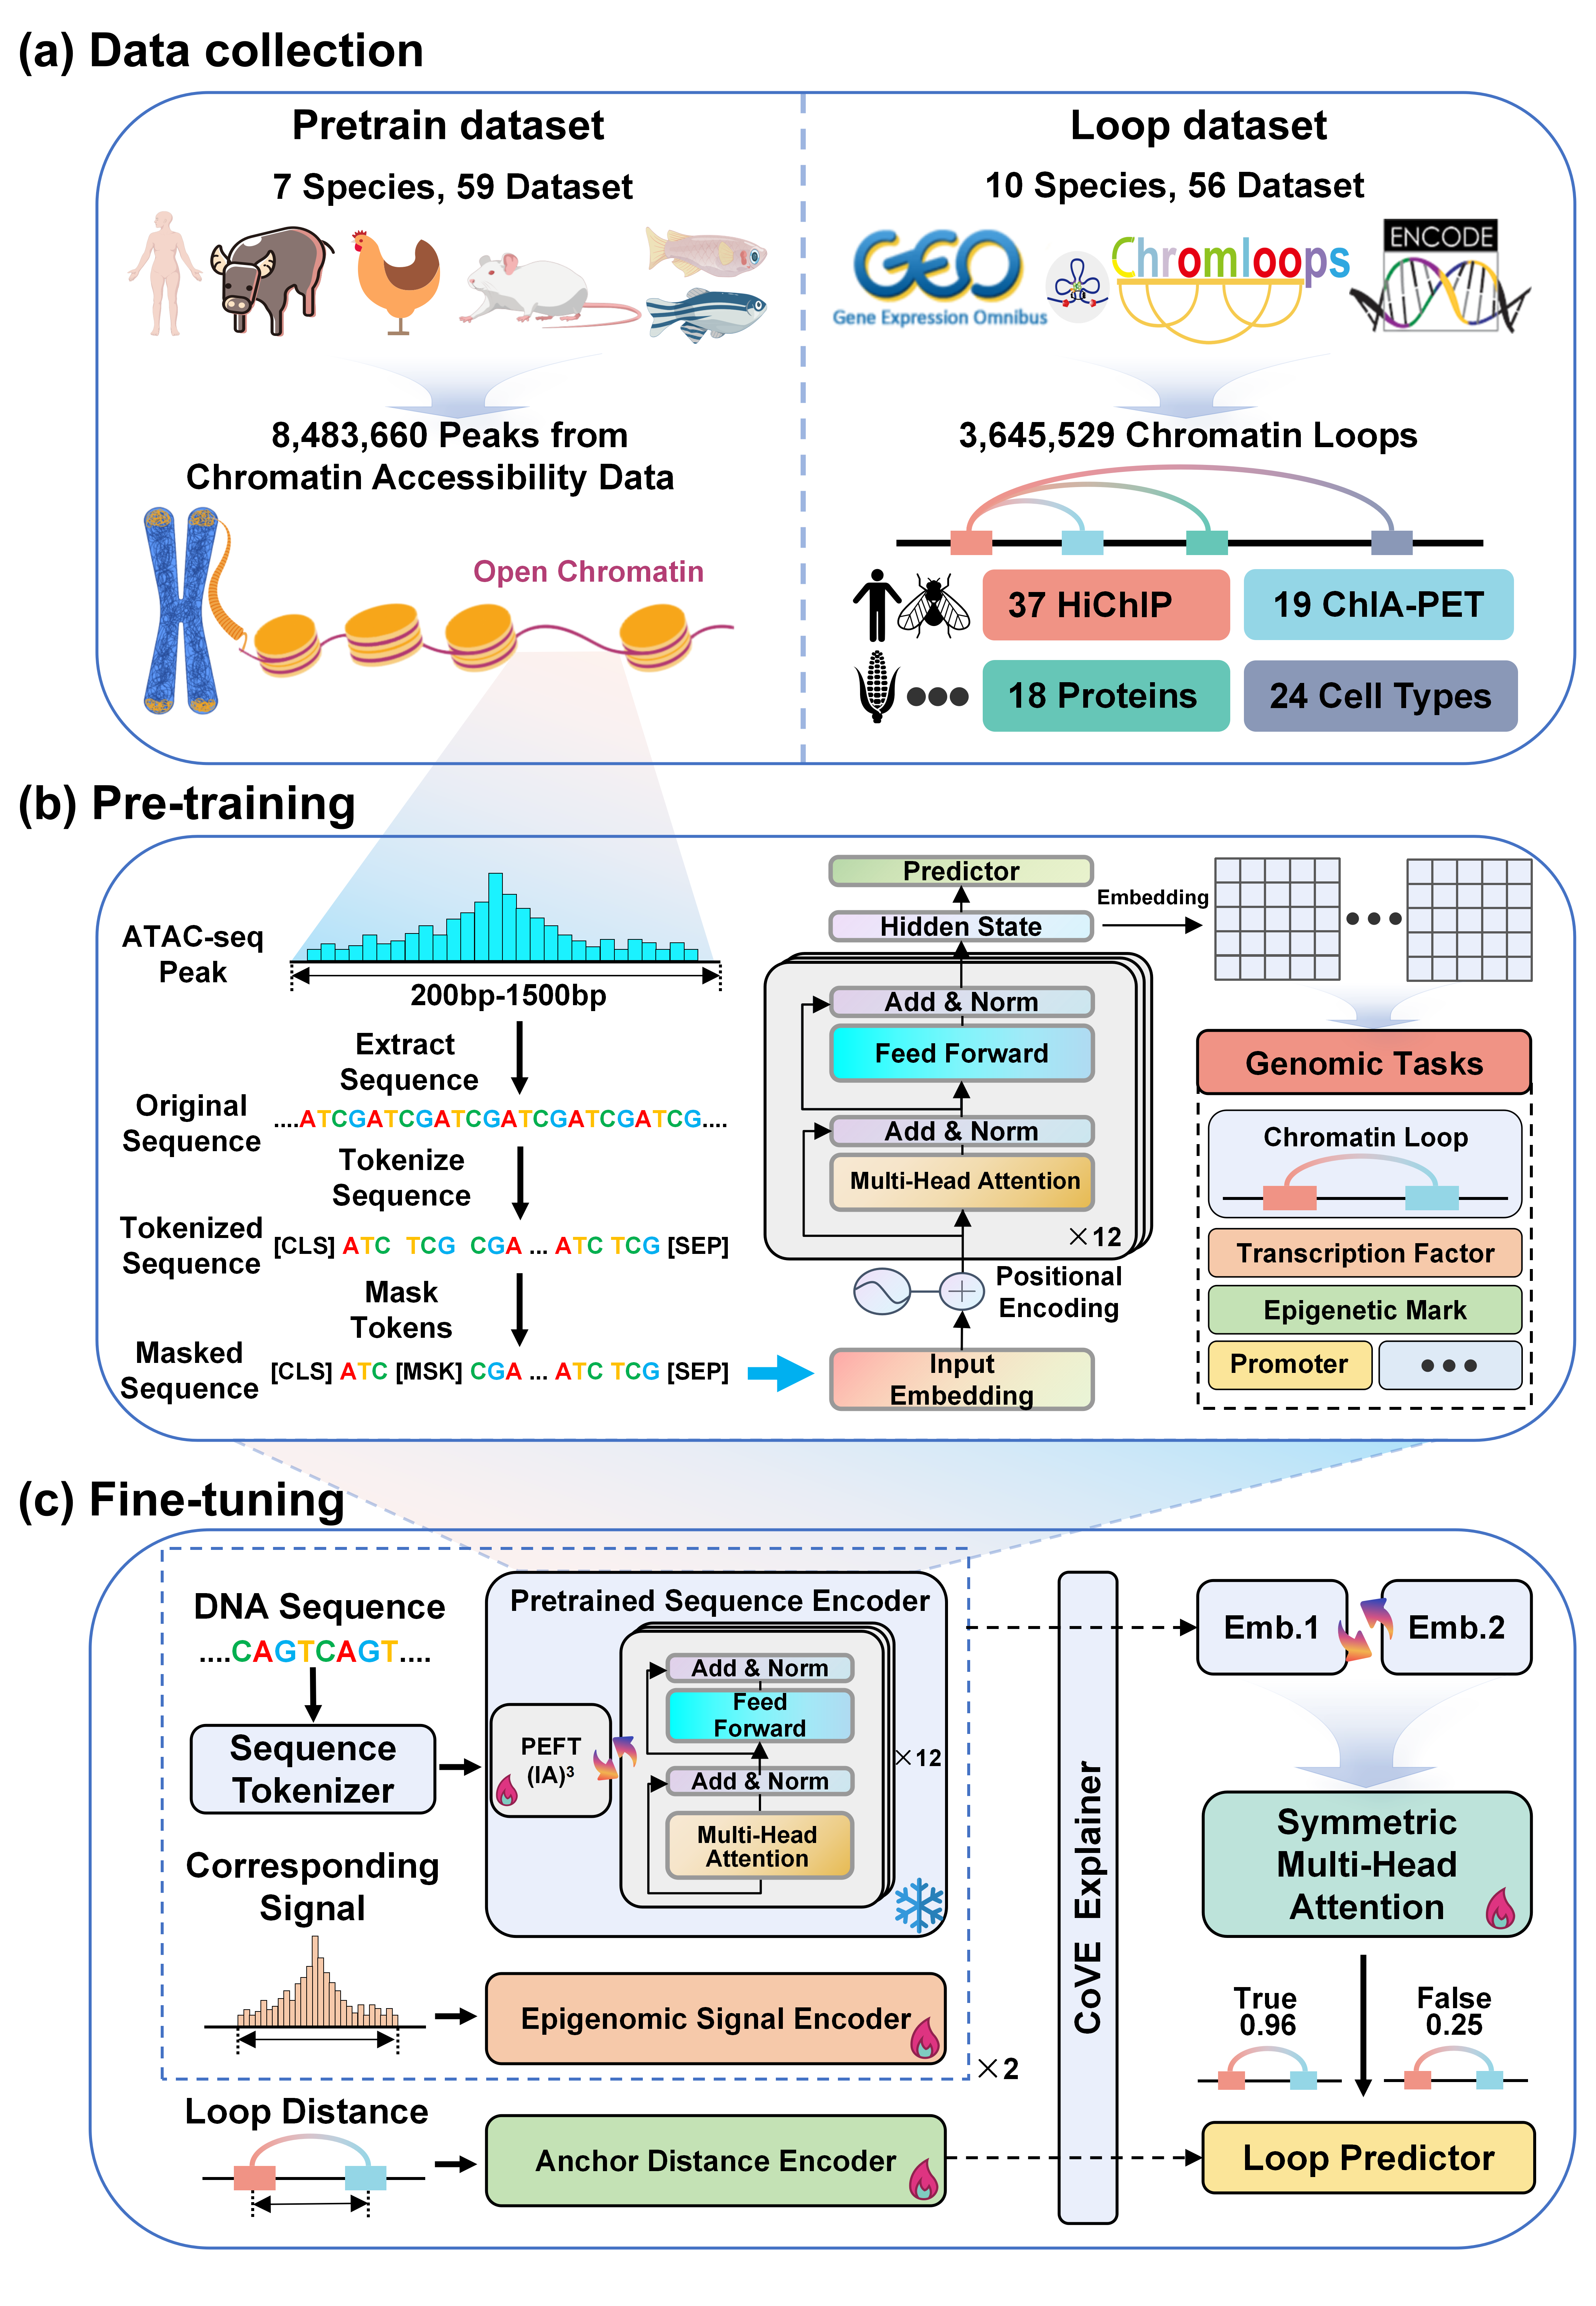 (a) Data collection
Pretrain dataset
7 Species, 59 Dataset
8,483,660 Peaks from
Chromatin Accessibility Data
Open Chromatin
Loop dataset
10 Species, 56 Dataset
GEO
Gene Expression Omnibus
Chromloops
ENCODE
3,645,529 Chromatin Loops
37 HiChIP
19 ChIA-PET
18 Proteins
24 Cell Types
(b) Pre-training
ATAC-seq
Peak
200bp-1500bp
Extract
Sequence
Original
Sequence
....ATCGATCGATCGATCGATCGATCG....
Tokenize
Sequence
Tokenized
Sequence
[CLS] ATC TCG CGA ... ATC TCG [SEP]
Mask
Tokens
Masked
Sequence
[CLS] ATC [MSK] CGA ... ATC TCG [SEP]
Predictor
Hidden State
Embedding
Add & Norm
Feed Forward
Add & Norm
Multi-Head Attention
×12
Positional
Encoding
Input
Embedding
Genomic Tasks
Chromatin Loop
Transcription Factor
Epigenetic Mark
Promoter
(c) Fine-tuning
DNA Sequence
....CAGTCAGT....
Sequence
Tokenizer
Corresponding
Signal
Loop Distance
Pretrained Sequence Encoder
PEFT
(IA)³
Add & Norm
Feed
Forward
Add & Norm
Multi-Head
Attention
×12
Epigenomic Signal Encoder
×2
Anchor Distance Encoder
CoVE Explainer
Emb.1
Emb.2
Symmetric
Multi-Head
Attention
True
0.96
False
0.25
Loop Predictor